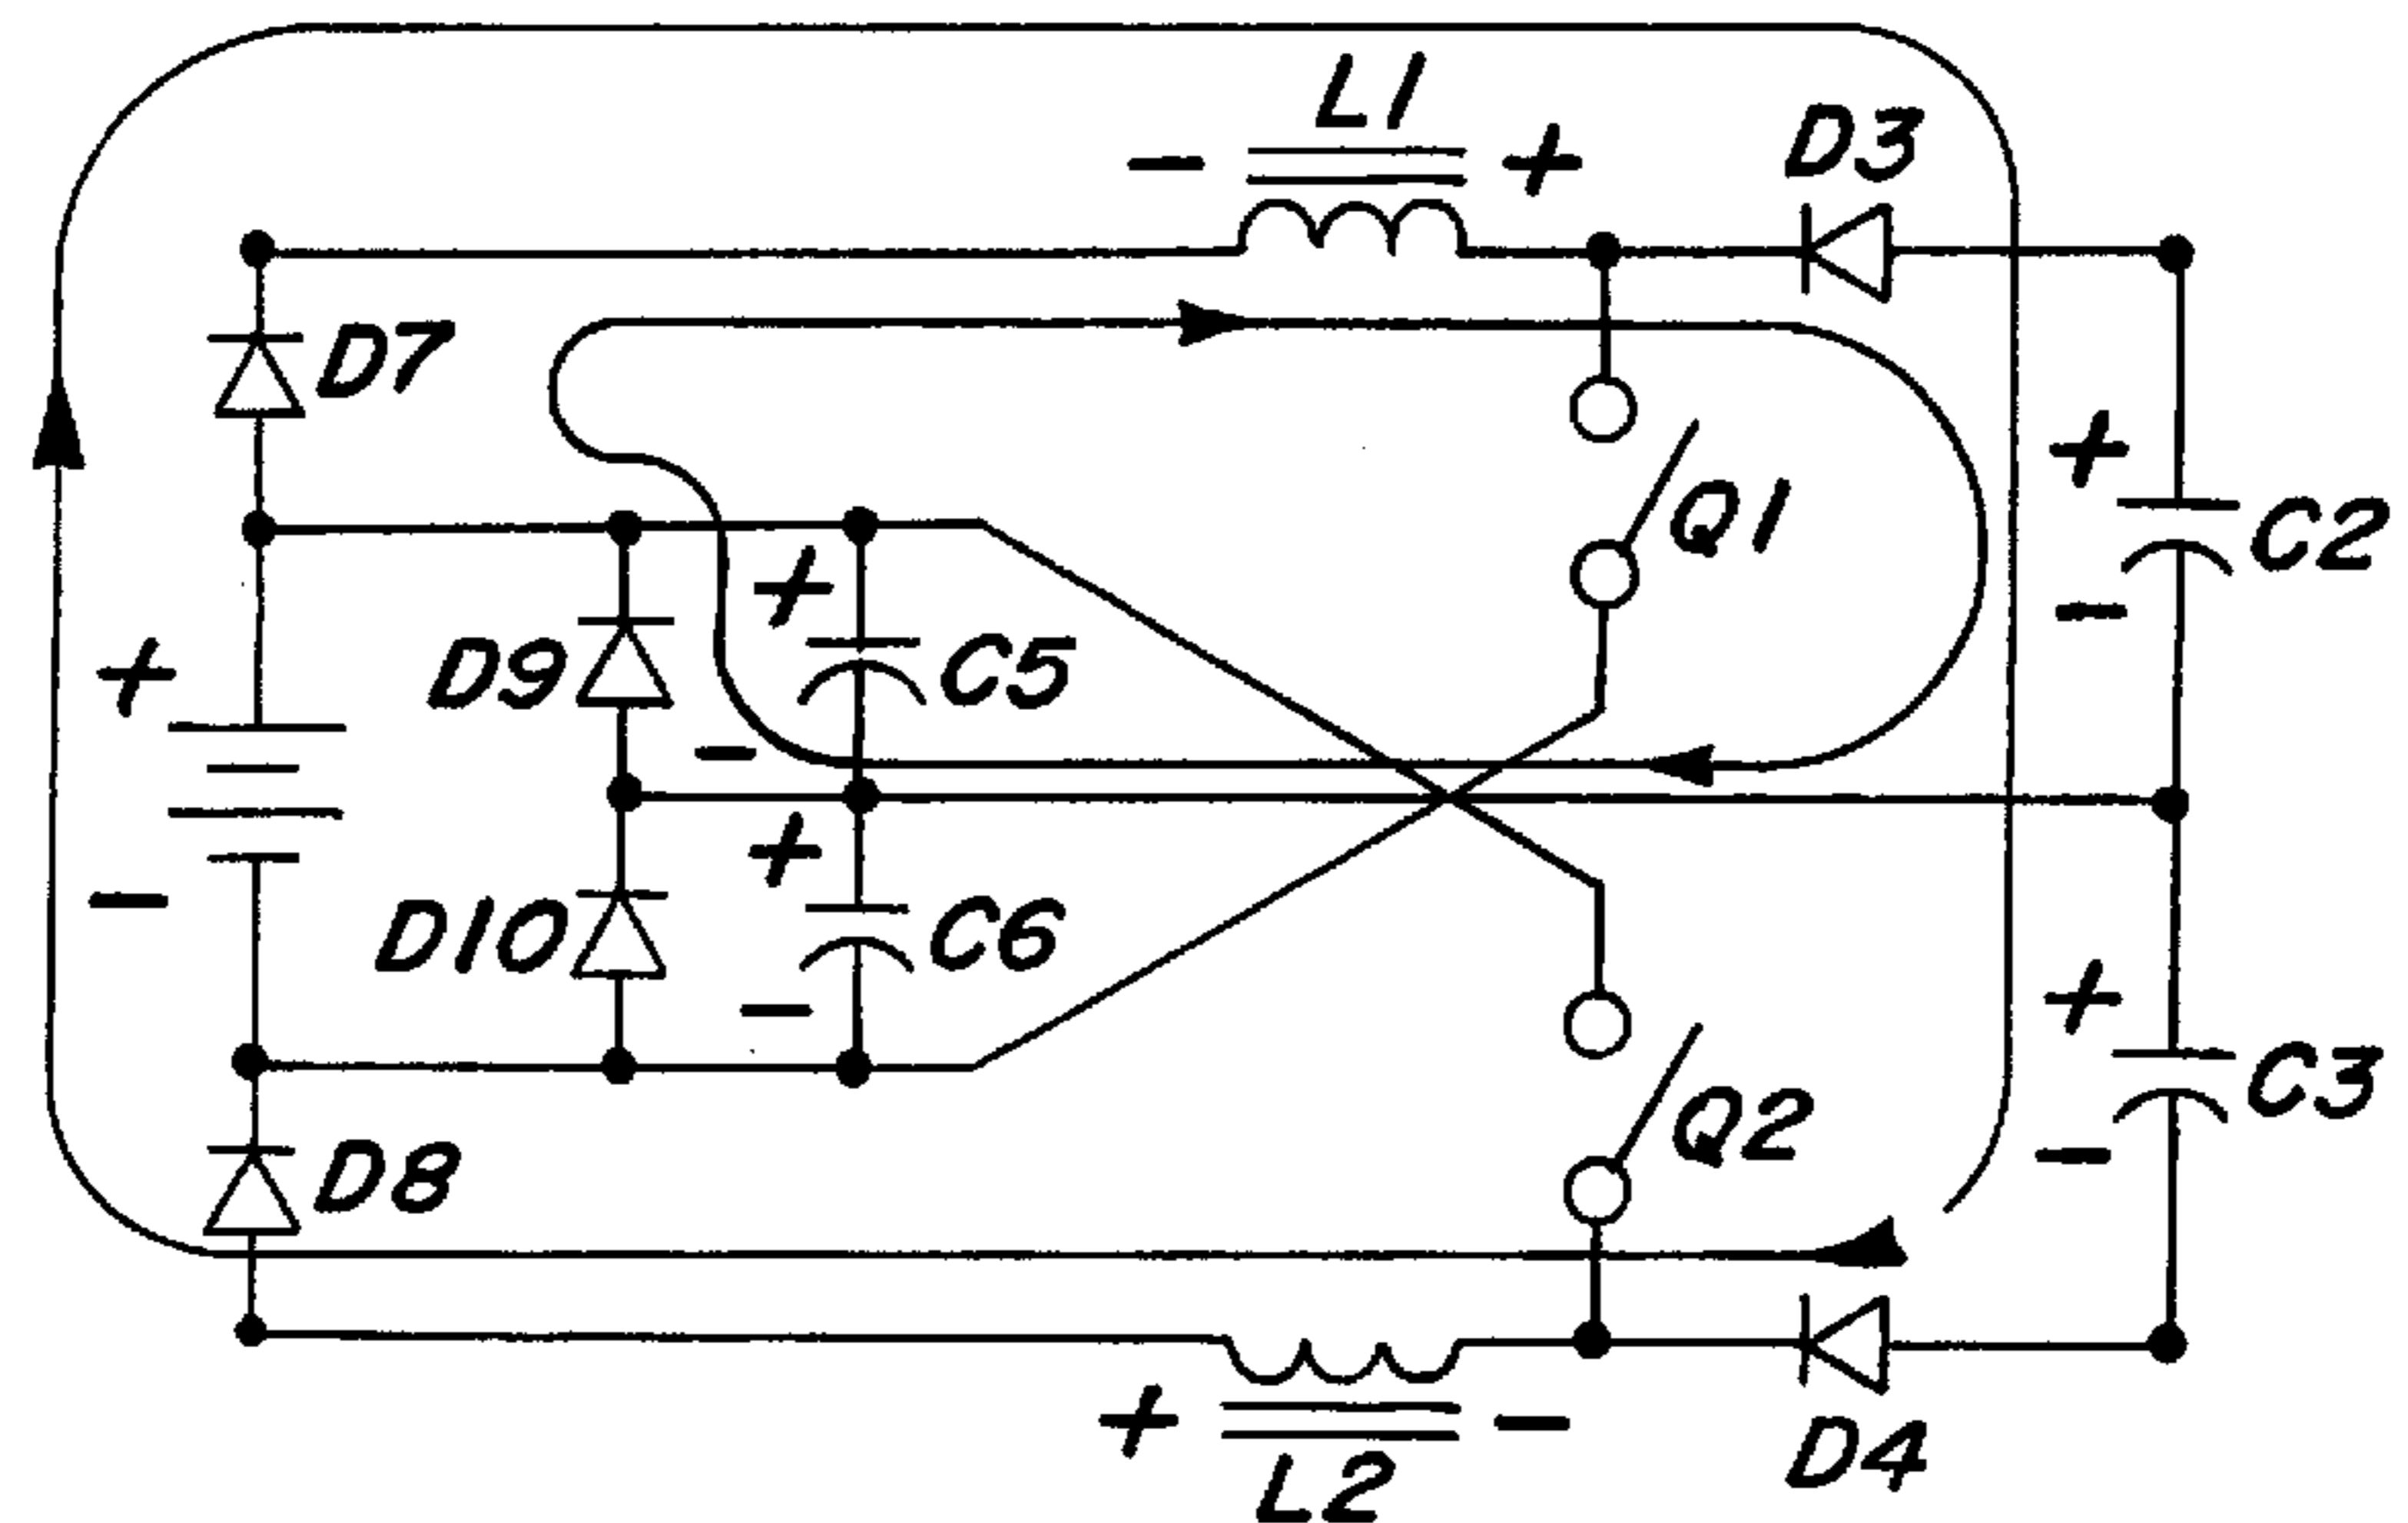 L1
- +
D3
D7
+
Q1
C2
-
+
+
D9
C5
-
+
-
D10
C6
-
+
C3
-
D8
Q2
+ -
L2
D4